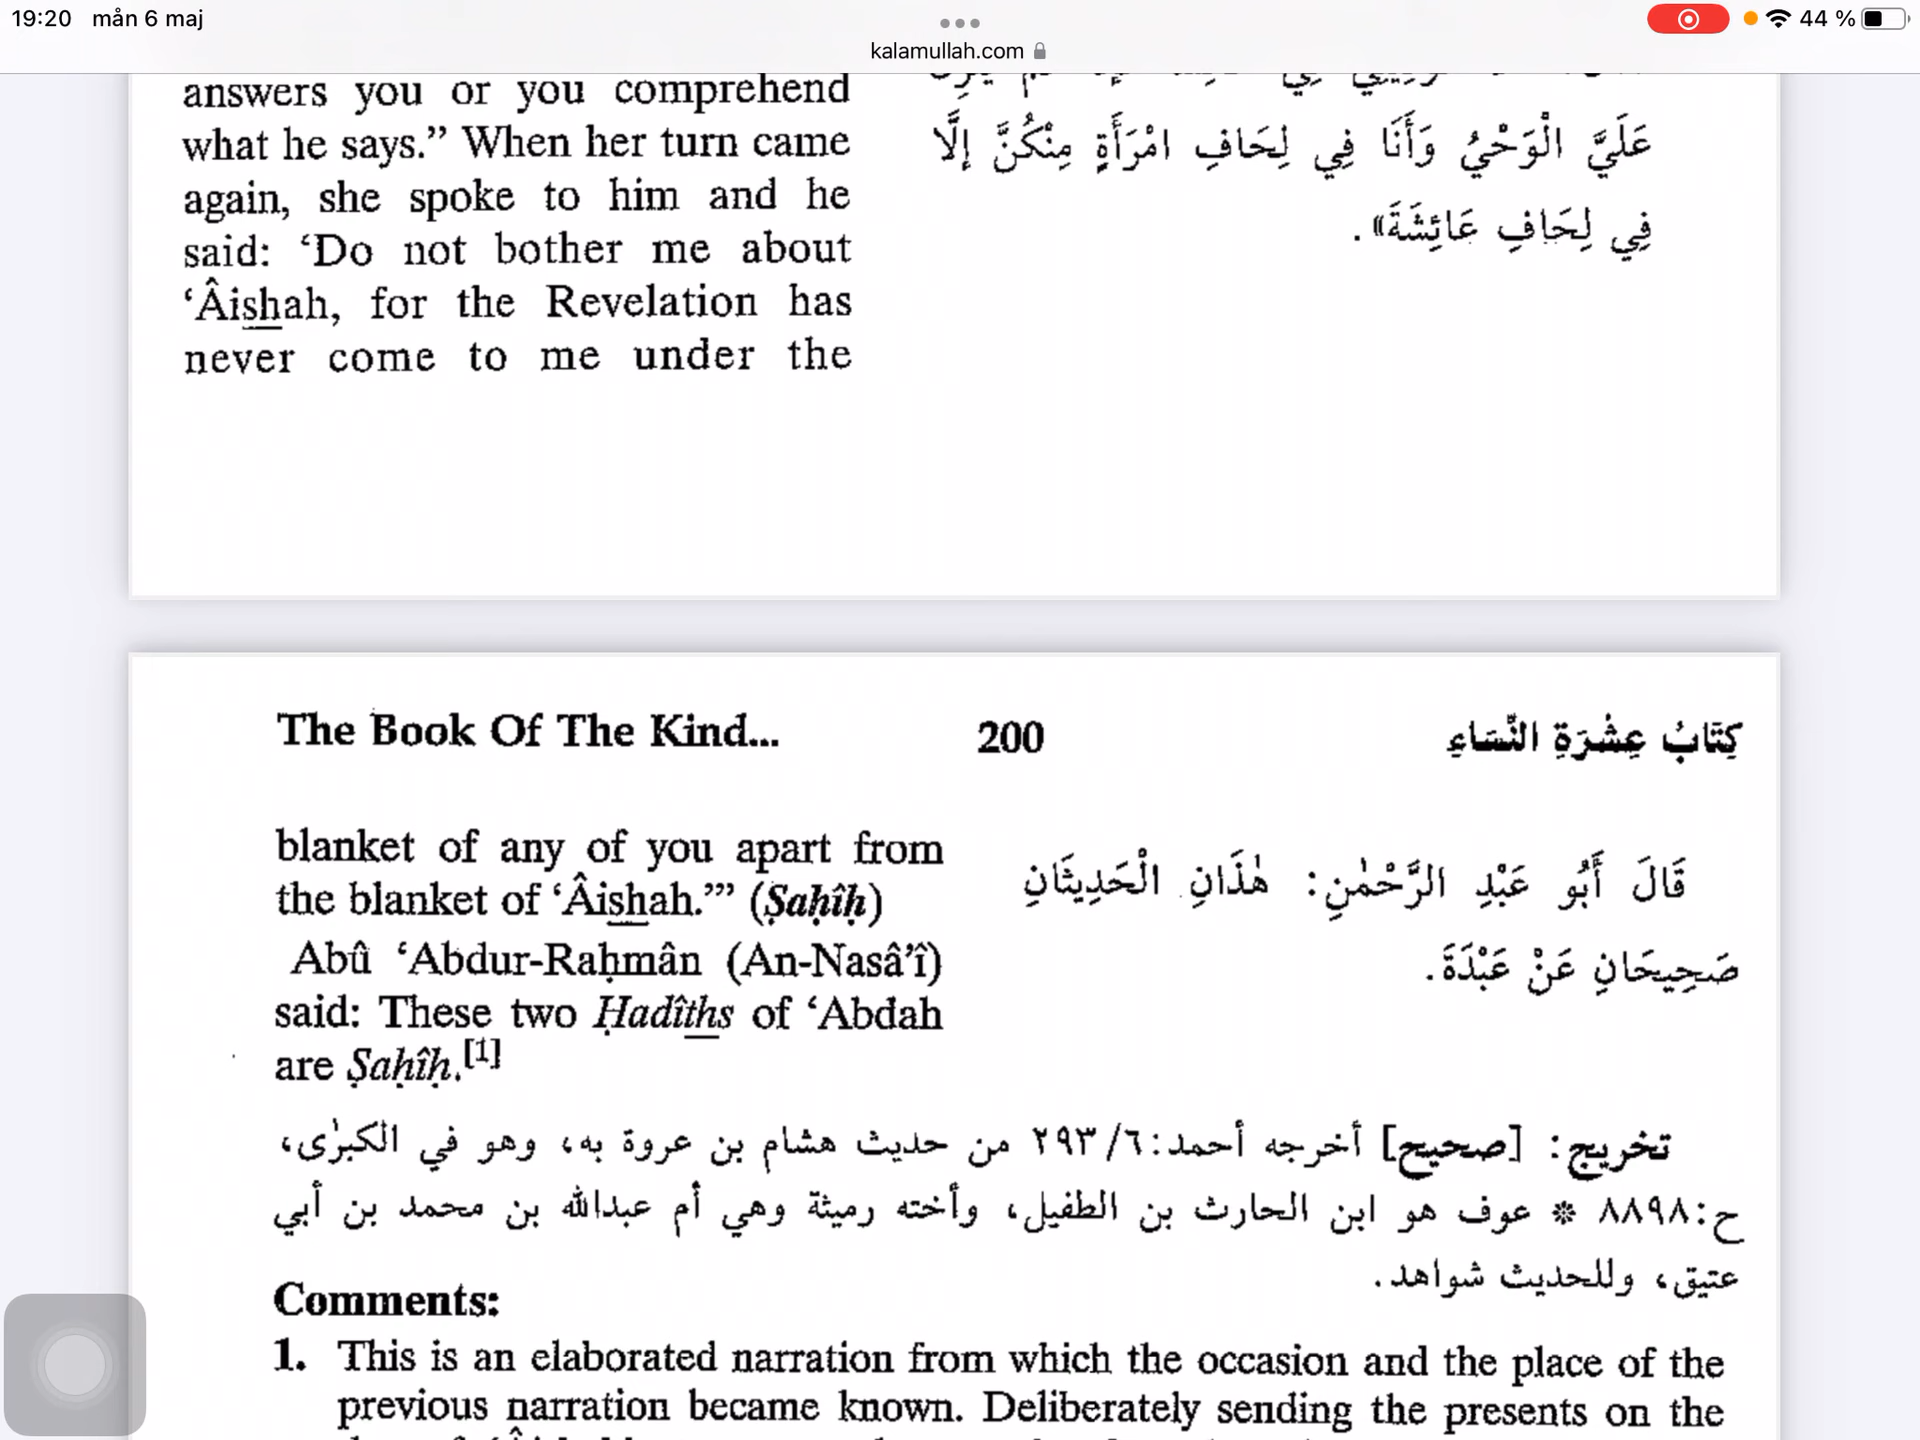 19:20 mån 6 maj
44 %
kalamullah.com
answers you or you comprehend
what he says.” When her turn came
again, she spoke to him and he
said: ‘Do not bother me about
‘Âishah, for the Revelation has
never come to me under the
عَلَيَّ الْوَحْيُ وَأَنَا فِي لِحَافِ امْرَأَةٍ مِنْكُنَّ إِلَّا
فِي لِحَافِ عَائِشَةَ».
The Book Of The Kind... 200 كِتَابُ عِشْرَةِ النِّسَاءِ
blanket of any of you apart from
the blanket of ‘Âishah.’” (Ṣaḥîḥ)
Abû ‘Abdur-Raḥmân (An-Nasâ’î)
said: These two Ḥadîths of ‘Abdah
are Ṣaḥîḥ.[1]
قَالَ أَبُو عَبْدِ الرَّحْمٰنِ: هٰذَانِ الْحَدِيثَانِ
صَحِيحَانِ عَنْ عَبْدَةَ.
تخريج: [صحيح] أخرجه أحمد:٦/ ٢٩٣ من حديث هشام بن عروة به، وهو في الكبرٰى،
ح:٨٨٩٨ * عوف هو ابن الحارث بن الطفيل، وأخته رميثة وهي أم عبدالله بن محمد بن أبي
عتيق، وللحديث شواهد.
Comments:
1. This is an elaborated narration from which the occasion and the place of the
previous narration became known. Deliberately sending the presents on the